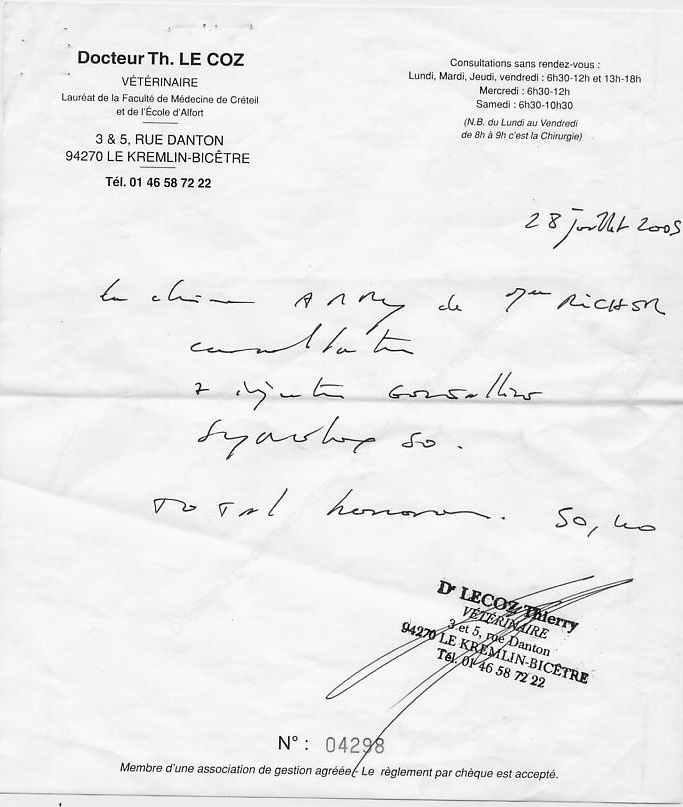 Docteur Th. LE COZ
VÉTÉRINAIRE
Lauréat de la Faculté de Médecine de Créteil
et de l'École d'Alfort
3 & 5, RUE DANTON
94270 LE KREMLIN-BICÊTRE
Tél. 01 46 58 72 22
Consultations sans rendez-vous :
Lundi, Mardi, Jeudi, vendredi : 6h30-12h et 13h-18h
Mercredi : 6h30-12h
Samedi : 6h30-10h30
(N.B. du Lundi au Vendredi
de 8h à 9h c'est la Chirurgie)
28 juillet 2005
de Mme
consultation
50.
TOTAL honoraires. 50,40
Dr LECOZ Thierry
VÉTÉRINAIRE
3 et 5, rue Danton
94270 LE KREMLIN-BICÊTRE
Tél. 01 46 58 72 22
N° : 04298
Membre d'une association de gestion agréée - Le règlement par chèque est accepté.